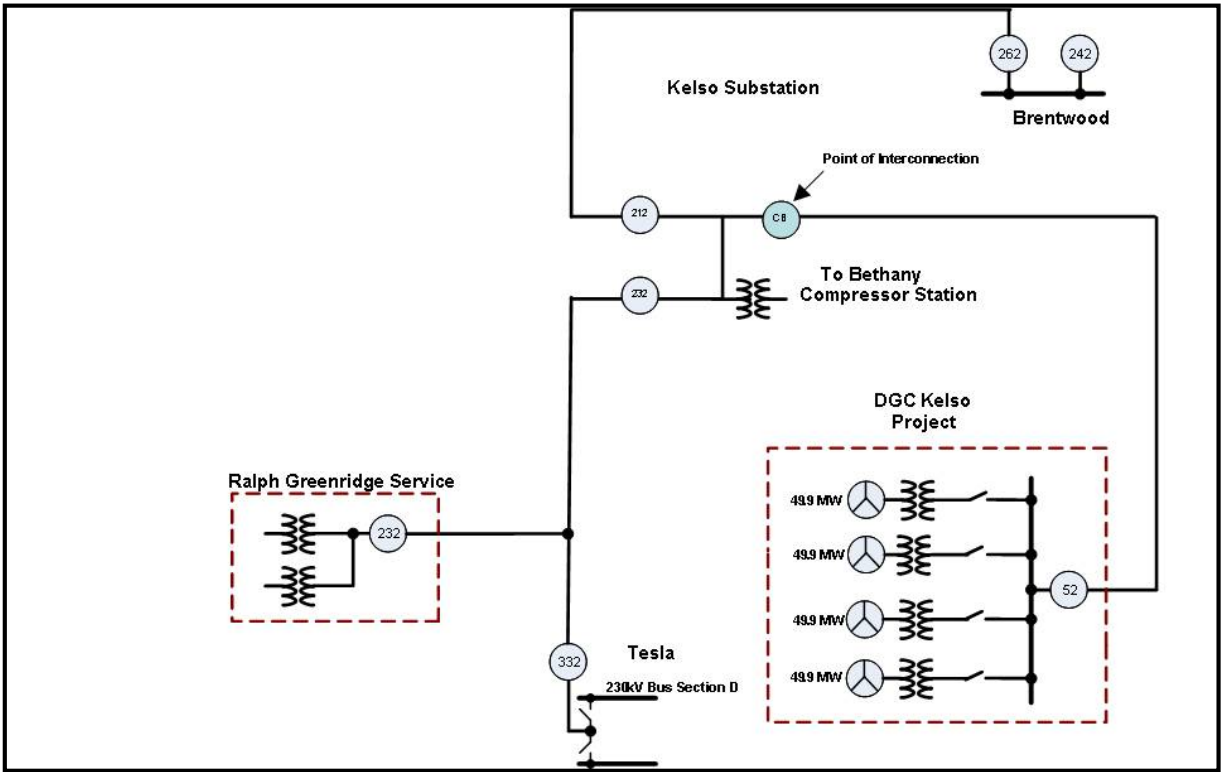 262
242
Kelso Substation
Brentwood
Point of Interconnection
212
CB
232
To Bethany
Compressor Station
DGC Kelso
Project
Ralph Greenridge Service
232
49.9 MW
49.9 MW
49.9 MW
49.9 MW
52
332
Tesla
230kV Bus Section D